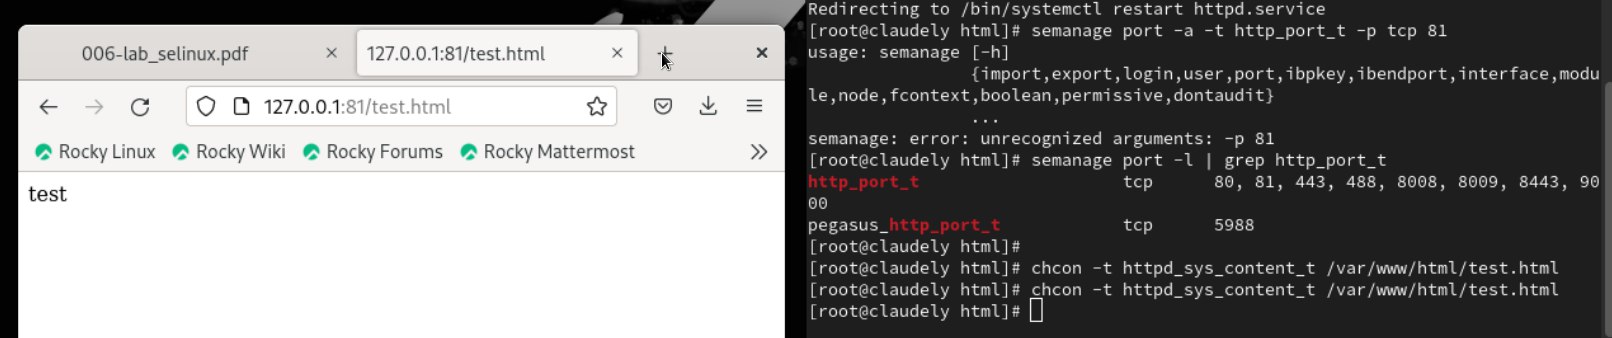 006-lab_selinux.pdf
127.0.0.1:81/test.html
127.0.0.1:81/test.html
Rocky Linux Rocky Wiki Rocky Forums Rocky Mattermost
test
Redirecting to /bin/systemctl restart httpd.service
[root@claudely html]# semanage port -a -t http_port_t -p tcp 81
usage: semanage [-h]
{import,export,login,user,port,ibpkey,ibendport,interface,modu
le,node,fcontext,boolean,permissive,dontaudit}
...
semanage: error: unrecognized arguments: -p 81
[root@claudely html]# semanage port -l | grep http_port_t
http_port_t tcp 80, 81, 443, 488, 8008, 8009, 8443, 90
00
pegasus_http_port_t tcp 5988
[root@claudely html]#
[root@claudely html]# chcon -t httpd_sys_content_t /var/www/html/test.html
[root@claudely html]# chcon -t httpd_sys_content_t /var/www/html/test.html
[root@claudely html]#